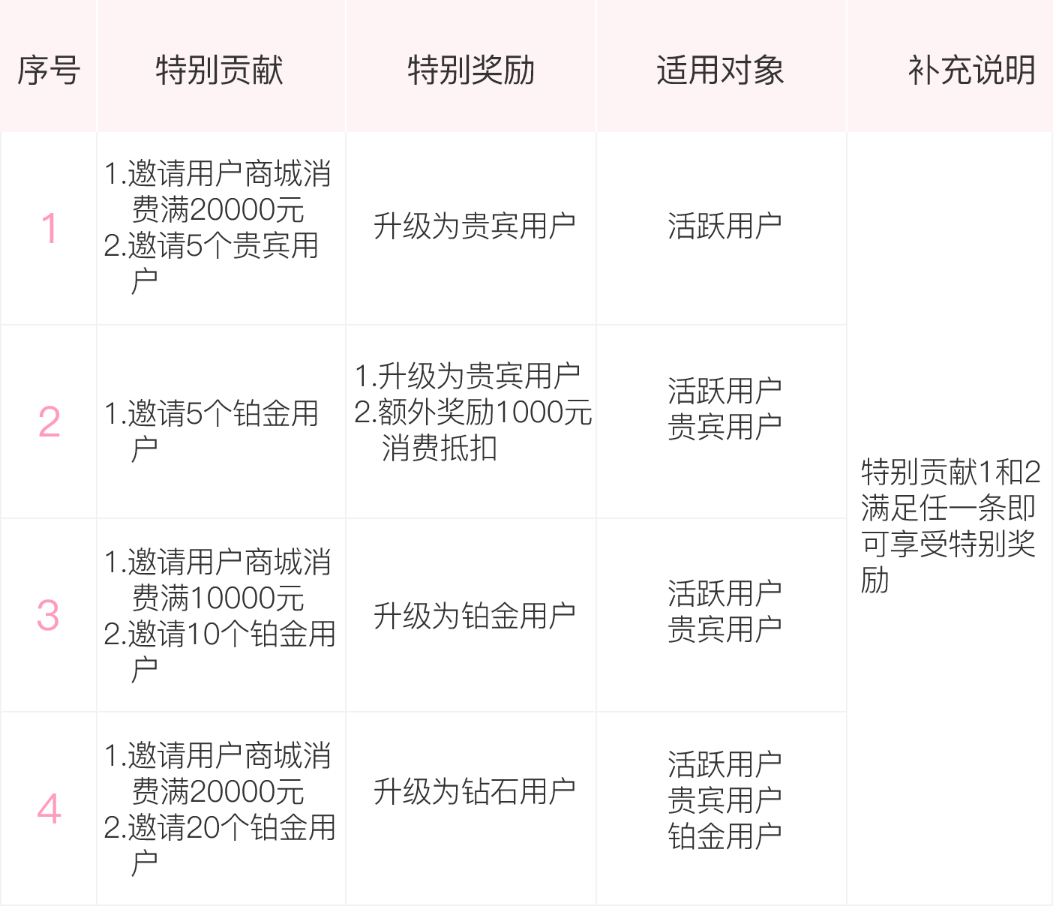 序号
特别贡献
特别奖励
适用对象
补充说明
1
1.邀请用户商城消
费满20000元
2.邀请5个贵宾用
户
升级为贵宾用户
活跃用户
2
1.邀请5个铂金用
户
1.升级为贵宾用户
2.额外奖励1000元
消费抵扣
活跃用户
贵宾用户
特别贡献1和2
满足任一条即
可享受特别奖
励
3
1.邀请用户商城消
费满10000元
2.邀请10个铂金用
户
升级为铂金用户
活跃用户
贵宾用户
4
1.邀请用户商城消
费满20000元
2.邀请20个铂金用
户
升级为钻石用户
活跃用户
贵宾用户
铂金用户